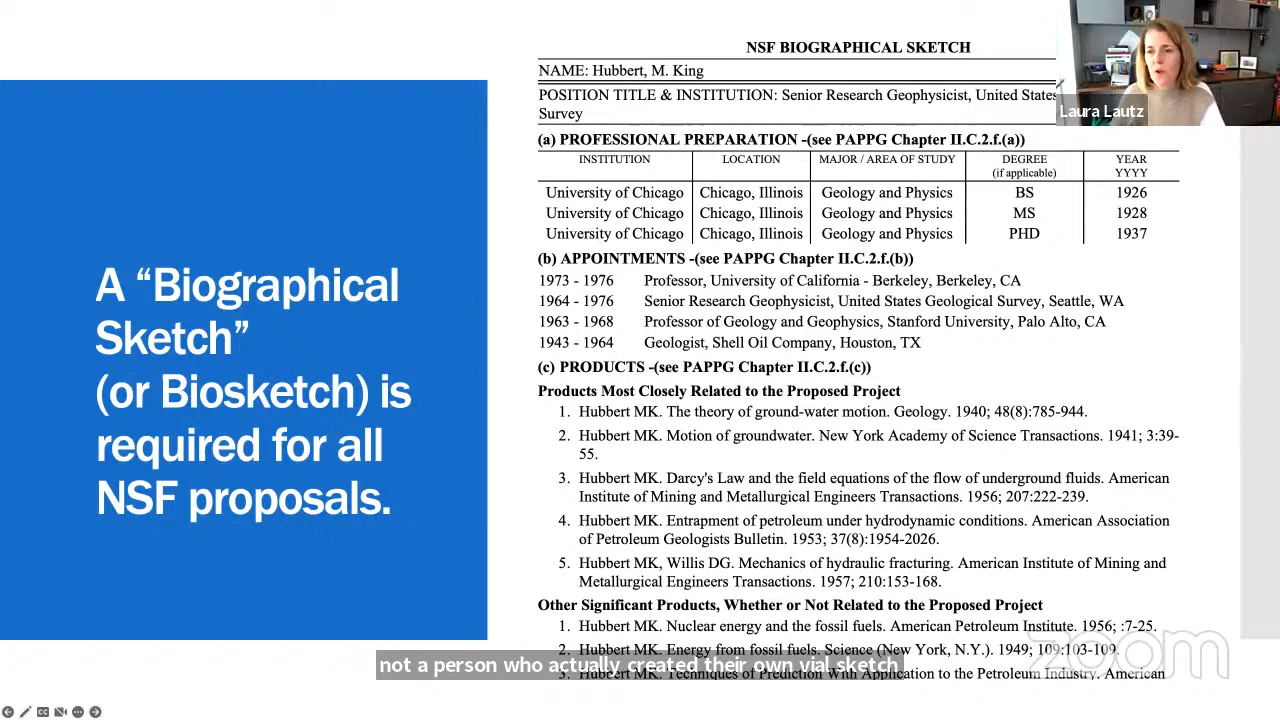 A “Biographical
Sketch”
(or Biosketch) is
required for all
NSF proposals.
NSF BIOGRAPHICAL SKETCH
NAME: Hubbert, M. King
POSITION TITLE & INSTITUTION: Senior Research Geophysicist, United States
Survey
Laura Lautz
(a) PROFESSIONAL PREPARATION -(see PAPPG Chapter II.C.2.f.(a))
INSTITUTION LOCATION MAJOR / AREA OF STUDY DEGREE (if applicable) YEAR YYYY
University of Chicago Chicago, Illinois Geology and Physics BS 1926
University of Chicago Chicago, Illinois Geology and Physics MS 1928
University of Chicago Chicago, Illinois Geology and Physics PHD 1937
(b) APPOINTMENTS -(see PAPPG Chapter II.C.2.f.(b))
1973 - 1976 Professor, University of California - Berkeley, Berkeley, CA
1964 - 1976 Senior Research Geophysicist, United States Geological Survey, Seattle, WA
1963 - 1968 Professor of Geology and Geophysics, Stanford University, Palo Alto, CA
1943 - 1964 Geologist, Shell Oil Company, Houston, TX
(c) PRODUCTS -(see PAPPG Chapter II.C.2.f.(c))
Products Most Closely Related to the Proposed Project
1. Hubbert MK. The theory of ground-water motion. Geology. 1940; 48(8):785-944.
2. Hubbert MK. Motion of groundwater. New York Academy of Science Transactions. 1941; 3:39-
55.
3. Hubbert MK. Darcy's Law and the field equations of the flow of underground fluids. American
Institute of Mining and Metallurgical Engineers Transactions. 1956; 207:222-239.
4. Hubbert MK. Entrapment of petroleum under hydrodynamic conditions. American Association
of Petroleum Geologists Bulletin. 1953; 37(8):1954-2026.
5. Hubbert MK, Willis DG. Mechanics of hydraulic fracturing. American Institute of Mining and
Metallurgical Engineers Transactions. 1957; 210:153-168.
Other Significant Products, Whether or Not Related to the Proposed Project
1. Hubbert MK. Nuclear energy and the fossil fuels. American Petroleum Institute. 1956; :7-25.
2. Hubbert MK. Energy from fossil fuels. Science (New York, N.Y.). 1949; 109:103-109.
3. Hubbert MK. Techniques of Prediction With Application to the Petroleum Industry. American
not a person who actually created their own vial sketch
zoom